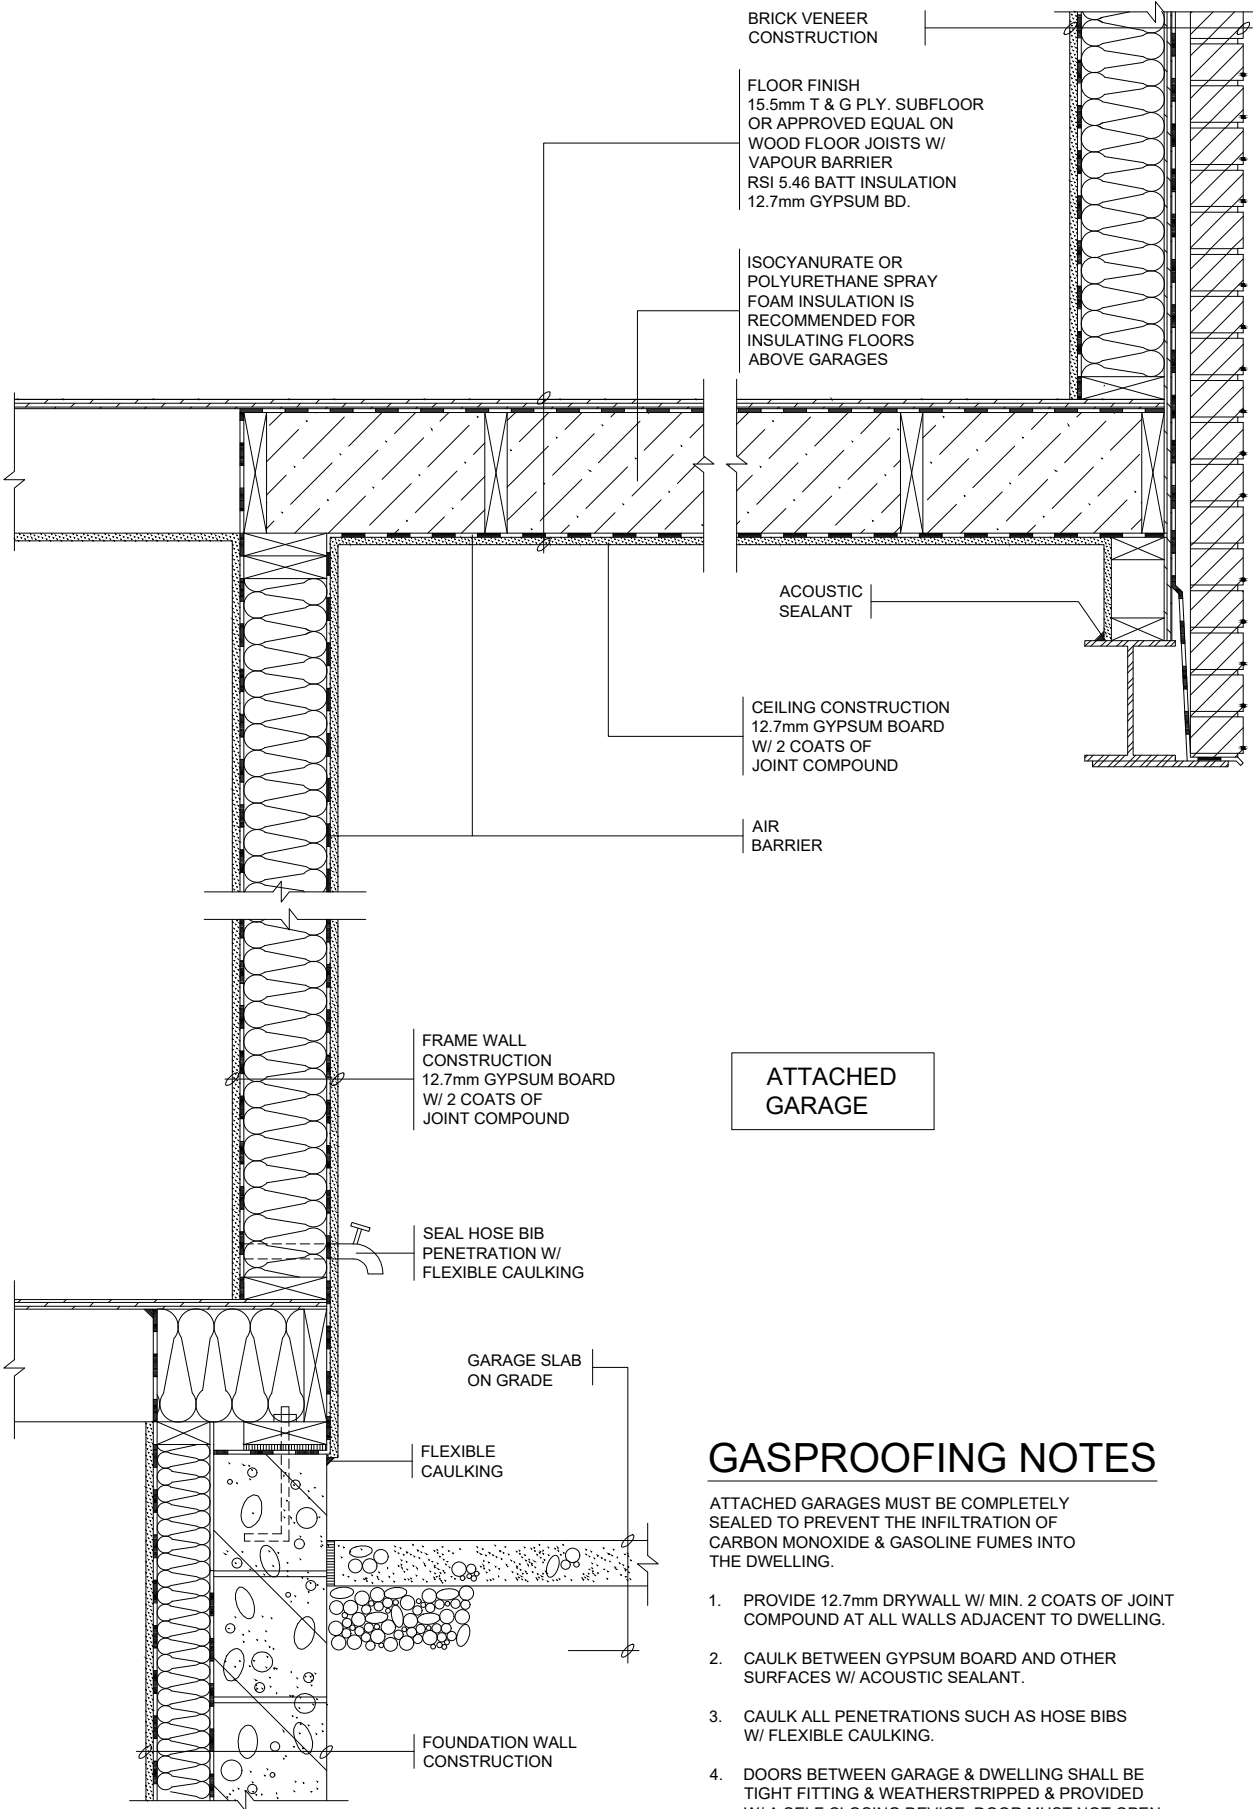 BRICK VENEER
CONSTRUCTION
FLOOR FINISH
15.5mm T & G PLY. SUBFLOOR
OR APPROVED EQUAL ON
WOOD FLOOR JOISTS W/
VAPOUR BARRIER
RSI 5.46 BATT INSULATION
12.7mm GYPSUM BD.
ISOCYANURATE OR
POLYURETHANE SPRAY
FOAM INSULATION IS
RECOMMENDED FOR
INSULATING FLOORS
ABOVE GARAGES
ACOUSTIC
SEALANT
CEILING CONSTRUCTION
12.7mm GYPSUM BOARD
W/ 2 COATS OF
JOINT COMPOUND
AIR
BARRIER
FRAME WALL
CONSTRUCTION
12.7mm GYPSUM BOARD
W/ 2 COATS OF
JOINT COMPOUND
ATTACHED
GARAGE
SEAL HOSE BIB
PENETRATION W/
FLEXIBLE CAULKING
GARAGE SLAB
ON GRADE
FLEXIBLE
CAULKING
FOUNDATION WALL
CONSTRUCTION
GASPROOFING NOTES
ATTACHED GARAGES MUST BE COMPLETELY
SEALED TO PREVENT THE INFILTRATION OF
CARBON MONOXIDE & GASOLINE FUMES INTO
THE DWELLING.
1. PROVIDE 12.7mm DRYWALL W/ MIN. 2 COATS OF JOINT
COMPOUND AT ALL WALLS ADJACENT TO DWELLING.
2. CAULK BETWEEN GYPSUM BOARD AND OTHER
SURFACES W/ ACOUSTIC SEALANT.
3. CAULK ALL PENETRATIONS SUCH AS HOSE BIBS
W/ FLEXIBLE CAULKING.
4. DOORS BETWEEN GARAGE & DWELLING SHALL BE
TIGHT FITTING & WEATHERSTRIPPED & PROVIDED
W/ A SELF CLOSING DEVICE. DOOR MUST NOT OPEN